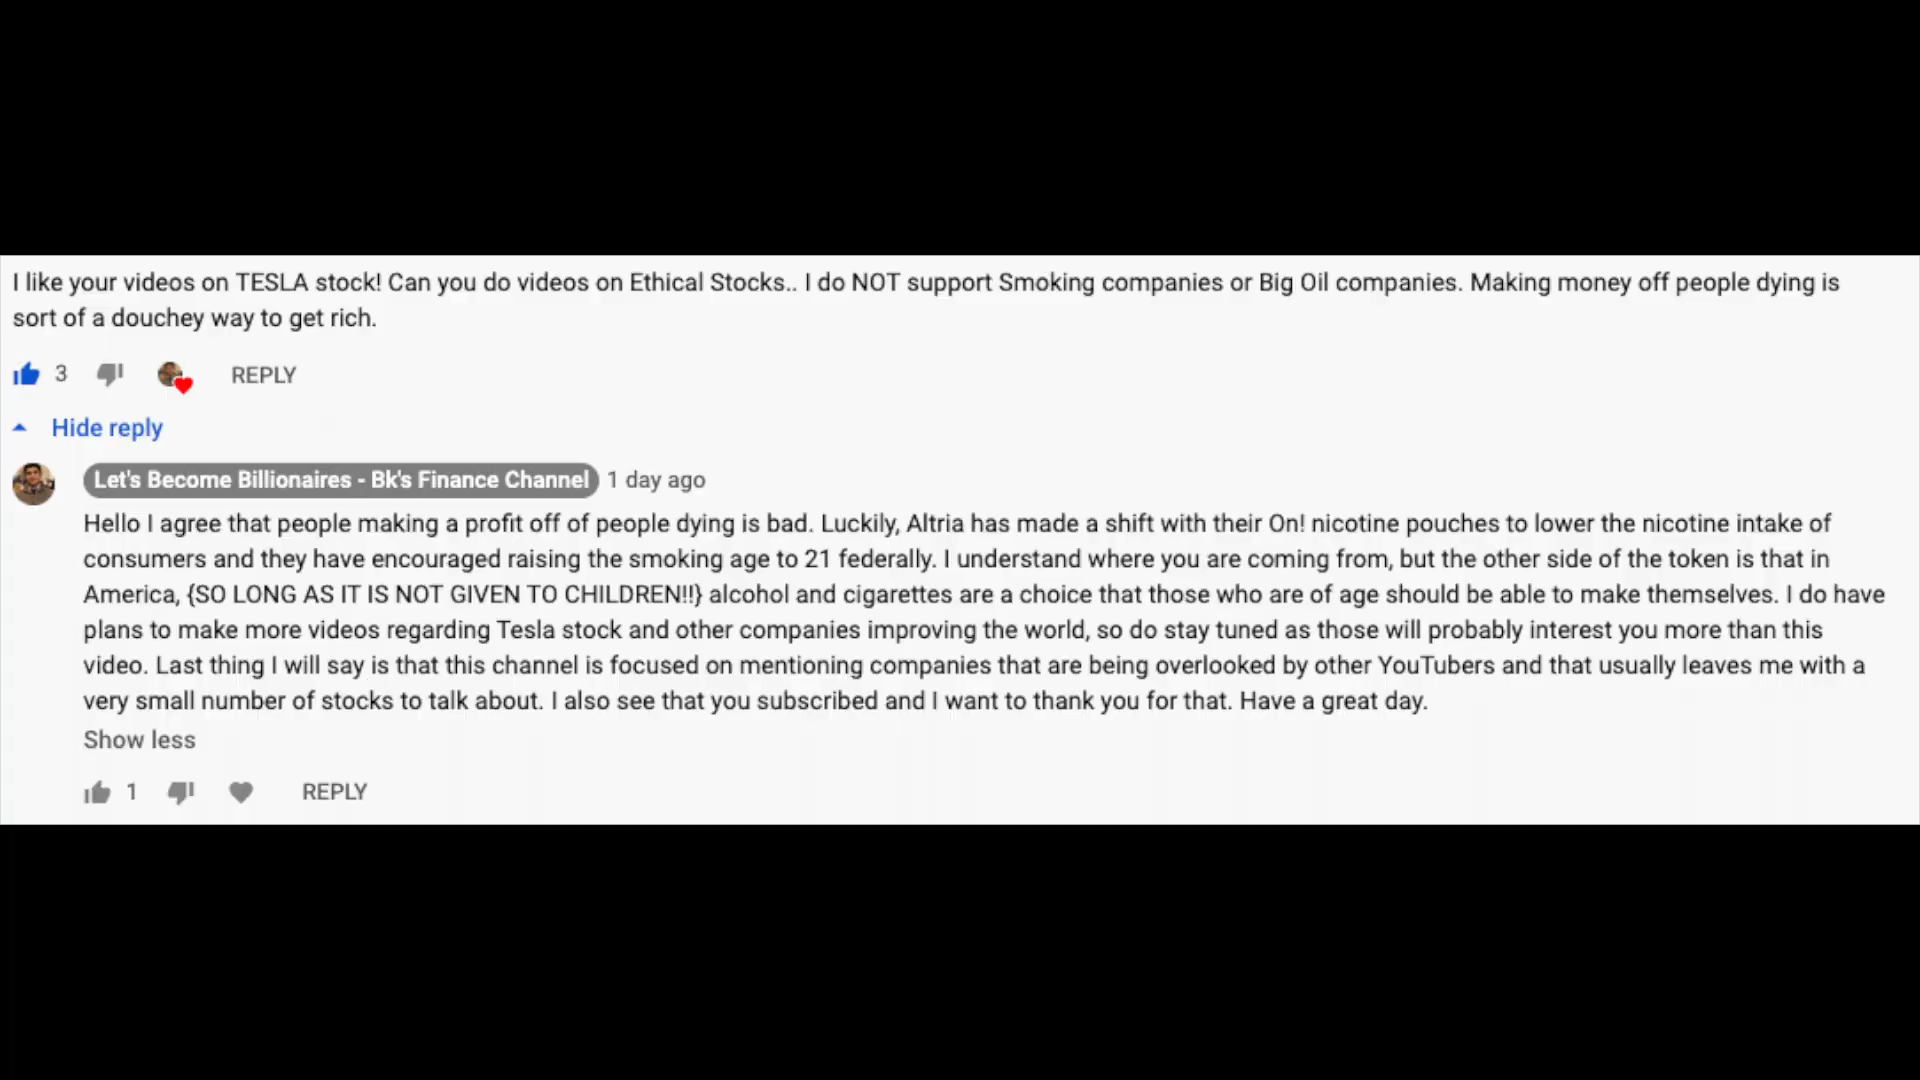 I like your videos on TESLA stock! Can you do videos on Ethical Stocks.. I do NOT support Smoking companies or Big Oil companies. Making money off people dying is
sort of a douchey way to get rich.
3 REPLY
Hide reply
Let's Become Billionaires - Bk's Finance Channel 1 day ago
Hello I agree that people making a profit off of people dying is bad. Luckily, Altria has made a shift with their On! nicotine pouches to lower the nicotine intake of
consumers and they have encouraged raising the smoking age to 21 federally. I understand where you are coming from, but the other side of the token is that in
America, {SO LONG AS IT IS NOT GIVEN TO CHILDREN!!} alcohol and cigarettes are a choice that those who are of age should be able to make themselves. I do have
plans to make more videos regarding Tesla stock and other companies improving the world, so do stay tuned as those will probably interest you more than this
video. Last thing I will say is that this channel is focused on mentioning companies that are being overlooked by other YouTubers and that usually leaves me with a
very small number of stocks to talk about. I also see that you subscribed and I want to thank you for that. Have a great day.
Show less
1 REPLY